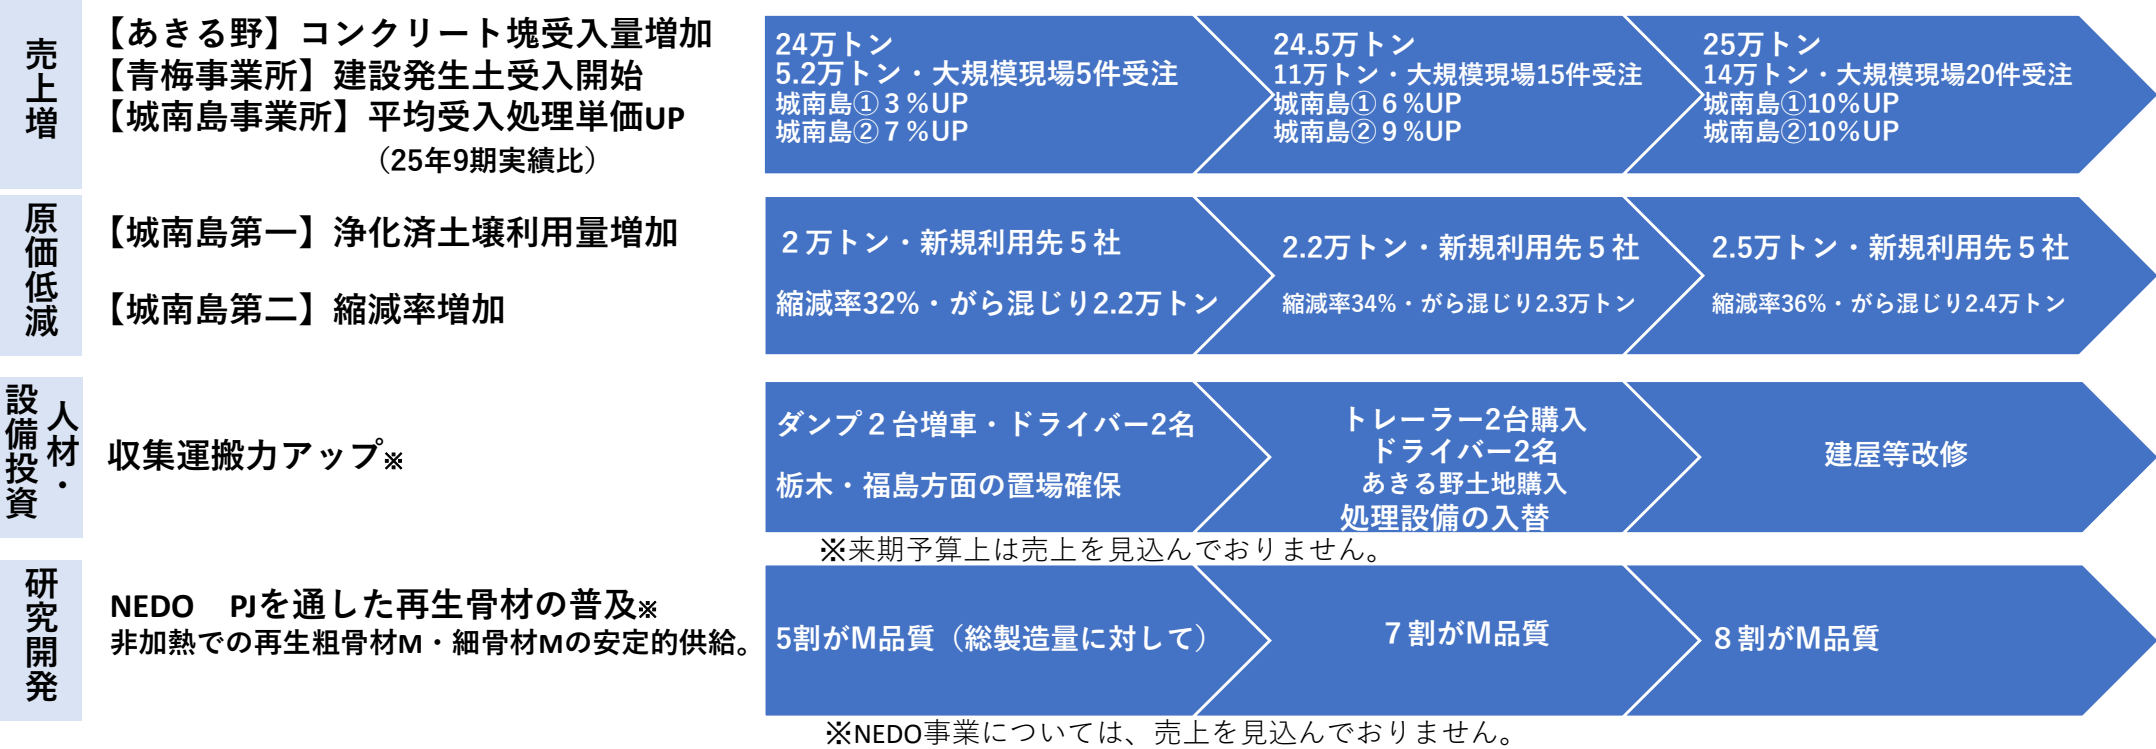 売上増
【あきる野】コンクリート塊受入量増加
【青梅事業所】建設発生土受入開始
【城南島事業所】平均受入処理単価UP
（25年9期実績比）
24万トン
5.2万トン・大規模現場5件受注
城南島①３%UP
城南島②７%UP
24.5万トン
11万トン・大規模現場15件受注
城南島①６%UP
城南島②９%UP
25万トン
14万トン・大規模現場20件受注
城南島①10%UP
城南島②10%UP
原価低減
【城南島第一】浄化済土壌利用量増加
【城南島第二】縮減率増加
２万トン・新規利用先５社
縮減率32%・がら混じり2.2万トン
2.2万トン・新規利用先５社
縮減率34%・がら混じり2.3万トン
2.5万トン・新規利用先５社
縮減率36%・がら混じり2.4万トン
人材・
設備投資
収集運搬力アップ※
ダンプ２台増車・ドライバー2名
栃木・福島方面の置場確保
トレーラー2台購入
ドライバー2名
あきる野土地購入
処理設備の入替
建屋等改修
※来期予算上は売上を見込んでおりません。
研究開発
NEDO　PJを通した再生骨材の普及※
非加熱での再生粗骨材M・細骨材Mの安定的供給。
5割がM品質（総製造量に対して）
７割がM品質
８割がM品質
※NEDO事業については、売上を見込んでおりません。